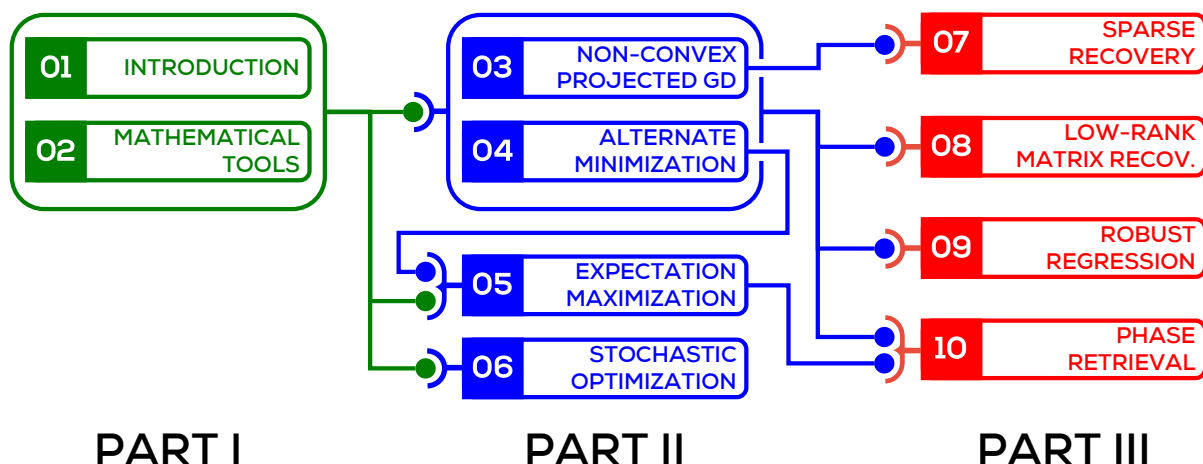 01
INTRODUCTION
02
MATHEMATICAL
TOOLS
03
NON-CONVEX
PROJECTED GD
04
ALTERNATE
MINIMIZATION
05
EXPECTATION
MAXIMIZATION
06
STOCHASTIC
OPTIMIZATION
07
SPARSE
RECOVERY
08
LOW-RANK
MATRIX RECOV.
09
ROBUST
REGRESSION
10
PHASE
RETRIEVAL
PART I
PART II
PART III